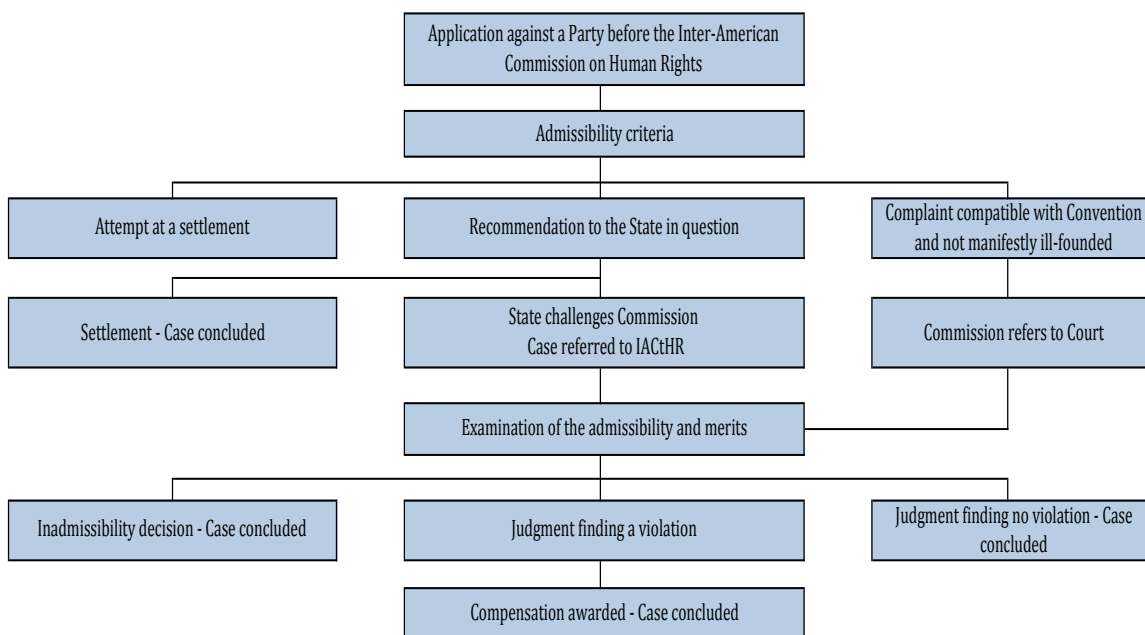 Application against a Party before the Inter-American
Commission on Human Rights
Admissibility criteria
Attempt at a settlement
Recommendation to the State in question
Complaint compatible with Convention
and not manifestly ill-founded
Settlement - Case concluded
State challenges Commission
Case referred to IACtHR
Commission refers to Court
Examination of the admissibility and merits
Inadmissibility decision - Case concluded
Judgment finding a violation
Judgment finding no violation - Case
concluded
Compensation awarded - Case concluded